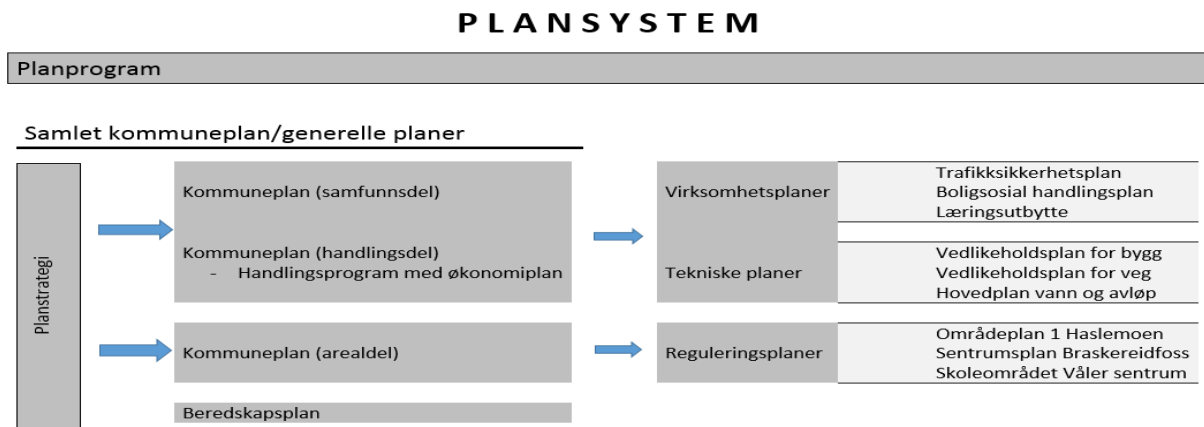 PLANSYSTEM
Planprogram
Samlet kommuneplan/generelle planer
Planstrategi
Kommuneplan (samfunnsdel)
Kommuneplan (handlingsdel)
- Handlingsprogram med økonomiplan
Kommuneplan (arealdel)
Beredskapsplan
Virksomhetsplaner
Trafikksikkerhetsplan
Boligsosial handlingsplan
Læringsutbytte
Tekniske planer
Vedlikeholdsplan for bygg
Vedlikeholdsplan for veg
Hovedplan vann og avløp
Reguleringsplaner
Områdeplan 1 Haslemoen
Sentrumsplan Braskereidfoss
Skoleområdet Våler sentrum